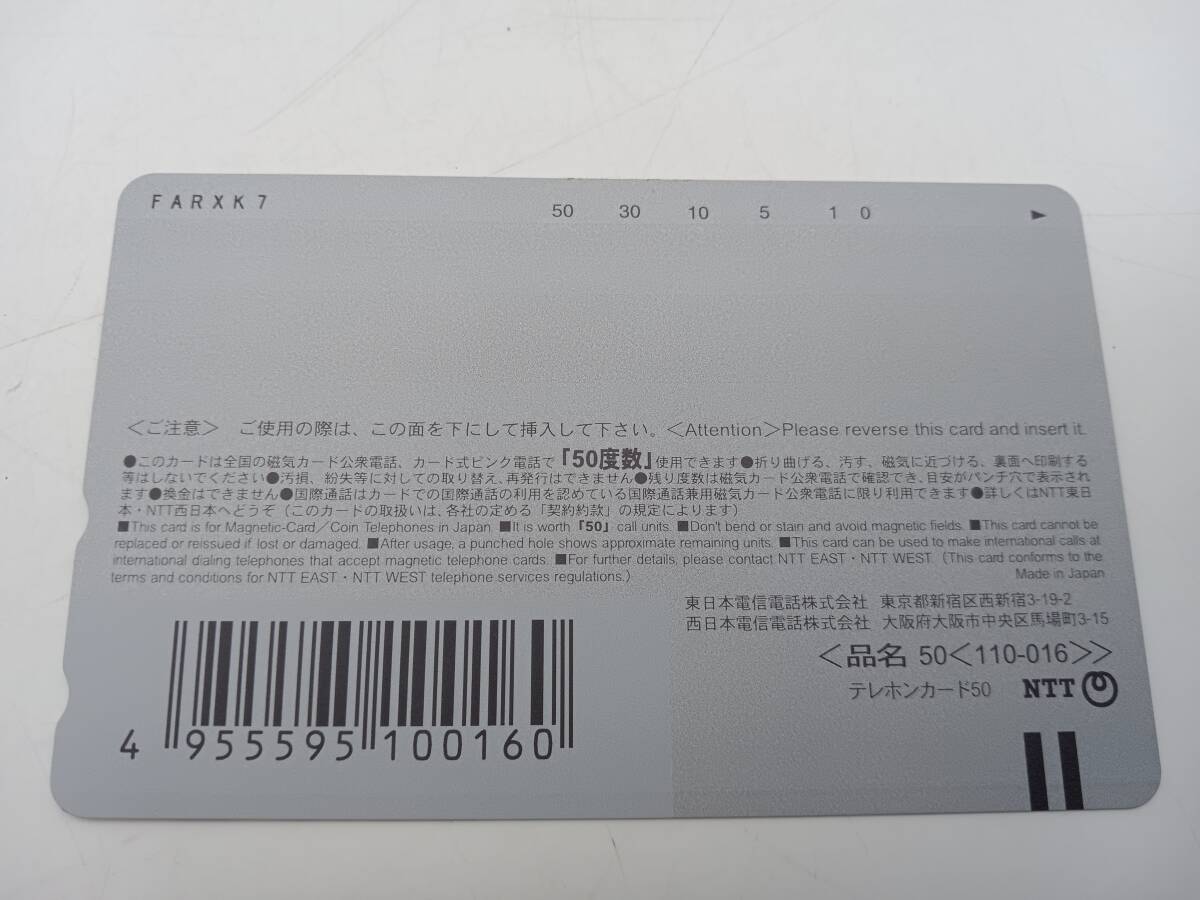 FARXK7
50 30 10 5 1 0 ▶
＜ご注意＞ ご使用の際は、この面を下にして挿入して下さい。＜Attention＞Please reverse this card and insert it.
●このカードは全国の磁気カード公衆電話、カード式ピンク電話で「50度数」使用できます●折り曲げる、汚す、磁気に近づける、裏面へ印刷する
等はしないでください●汚損、紛失等に対しての取り替え、再発行はできません●残り度数は磁気カード公衆電話で確認でき、目安がパンチ穴で表示され
ます●換金はできません●国際通話はカードでの国際通話の利用を認めている国際通話兼用磁気カード公衆電話に限り利用できます●詳しくはNTT東日
本・NTT西日本へどうぞ（このカードの取扱いは、各社の定める「契約約款」の規定によります）
■This card is for Magnetic-Card／Coin Telephones in Japan. ■It is worth「50」call units. ■Don't bend or stain and avoid magnetic fields. ■This card cannot be
replaced or reissued if lost or damaged. ■After usage, a punched hole shows approximate remaining units. ■This card can be used to make international calls at
international dialing telephones that accept magnetic telephone cards. ■For further details, please contact NTT EAST・NTT WEST（This card conforms to the
terms and conditions for NTT EAST・NTT WEST telephone services regulations.）
Made in Japan
東日本電信電話株式会社 東京都新宿区西新宿3-19-2
西日本電信電話株式会社 大阪府大阪市中央区馬場町3-15
＜品名 50＜110-016＞＞
テレホンカード50 NTT
4 955595 100160